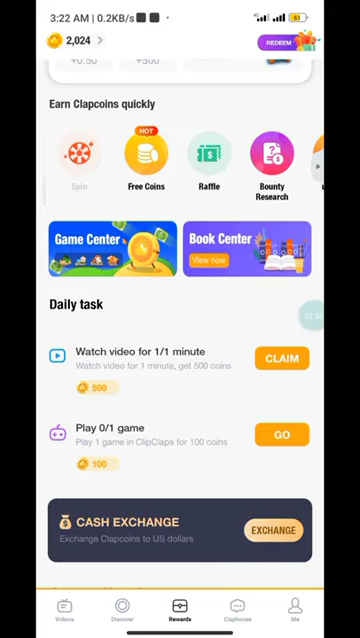 3:22 AM | 0.2KB/s
61
2,024 >
REDEEM
+0.50
+500
Earn Clapcoins quickly
HOT
Spin
Free Coins
Raffle
Bounty Research
Game Center
Book Center
View now
Daily task
Watch video for 1/1 minute
Watch video for 1 minute, get 500 coins
500
CLAIM
Play 0/1 game
Play 1 game in ClipClaps for 100 coins
100
GO
CASH EXCHANGE
Exchange Clapcoins to US dollars
EXCHANGE
Videos
Discover
Rewards
Claphouse
Me